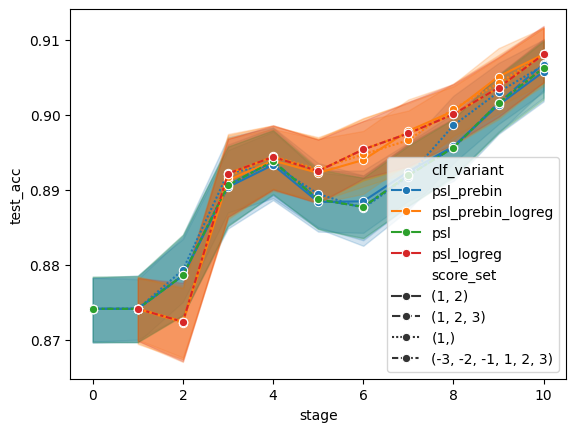 0.91
0.90
0.89
0.88
0.87
test_acc
0 2 4 6 8 10
stage
clf_variant
psl_prebin
psl_prebin_logreg
psl
psl_logreg
score_set
(1, 2)
(1, 2, 3)
(1,)
(-3, -2, -1, 1, 2, 3)